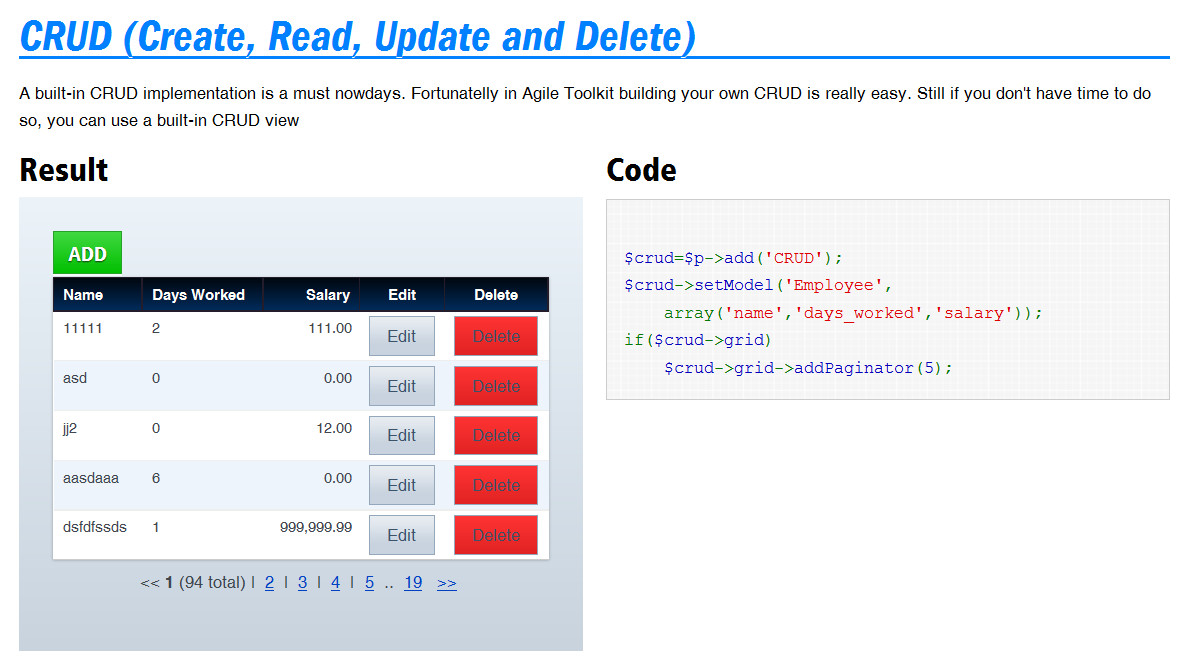 CRUD (Create, Read, Update and Delete)
A built-in CRUD implementation is a must nowdays. Fortunatelly in Agile Toolkit building your own CRUD is really easy. Still if you don't have time to do
so, you can use a built-in CRUD view
Result
ADD
Name Days Worked Salary Edit Delete
11111 2 111.00 Edit Delete
asd 0 0.00 Edit Delete
jj2 0 12.00 Edit Delete
aasdaaa 6 0.00 Edit Delete
dsfdfssds 1 999,999.99 Edit Delete
<< 1 (94 total) | 2 | 3 | 4 | 5 .. 19 >>
Code
$crud=$p->add('CRUD');
$crud->setModel('Employee',
    array('name','days_worked','salary'));
if($crud->grid)
    $crud->grid->addPaginator(5);